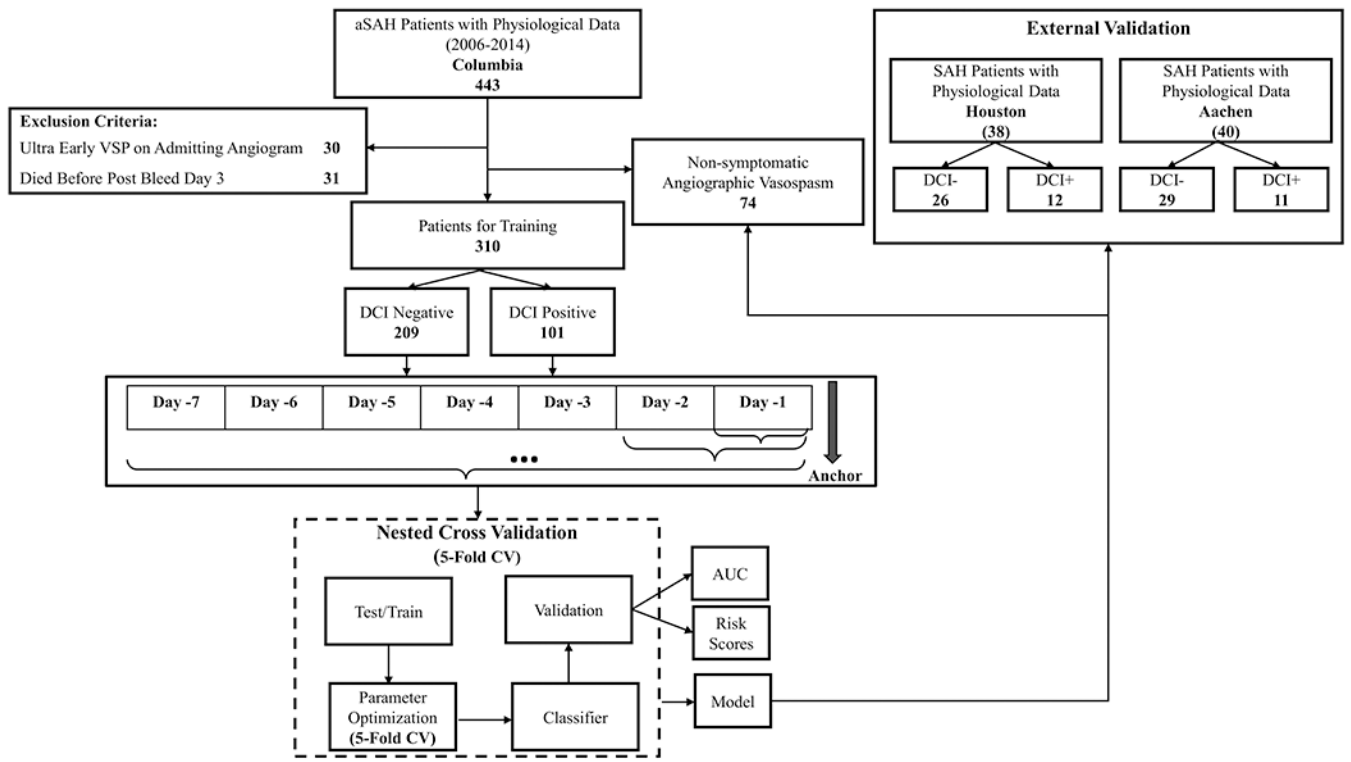 aSAH Patients with Physiological Data
(2006-2014)
Columbia
443
Exclusion Criteria:
Ultra Early VSP on Admitting Angiogram 30
Died Before Post Bleed Day 3 31
Non-symptomatic
Angiographic Vasospasm
74
Patients for Training
310
DCI Negative
209
DCI Positive
101
External Validation
SAH Patients with
Physiological Data
Houston
(38)
DCI-
26
DCI+
12
SAH Patients with
Physiological Data
Aachen
(40)
DCI-
29
DCI+
11
Day -7 Day -6 Day -5 Day -4 Day -3 Day -2 Day -1
Anchor
Nested Cross Validation
(5-Fold CV)
Test/Train
Parameter
Optimization
(5-Fold CV)
Classifier
Validation
AUC
Risk
Scores
Model